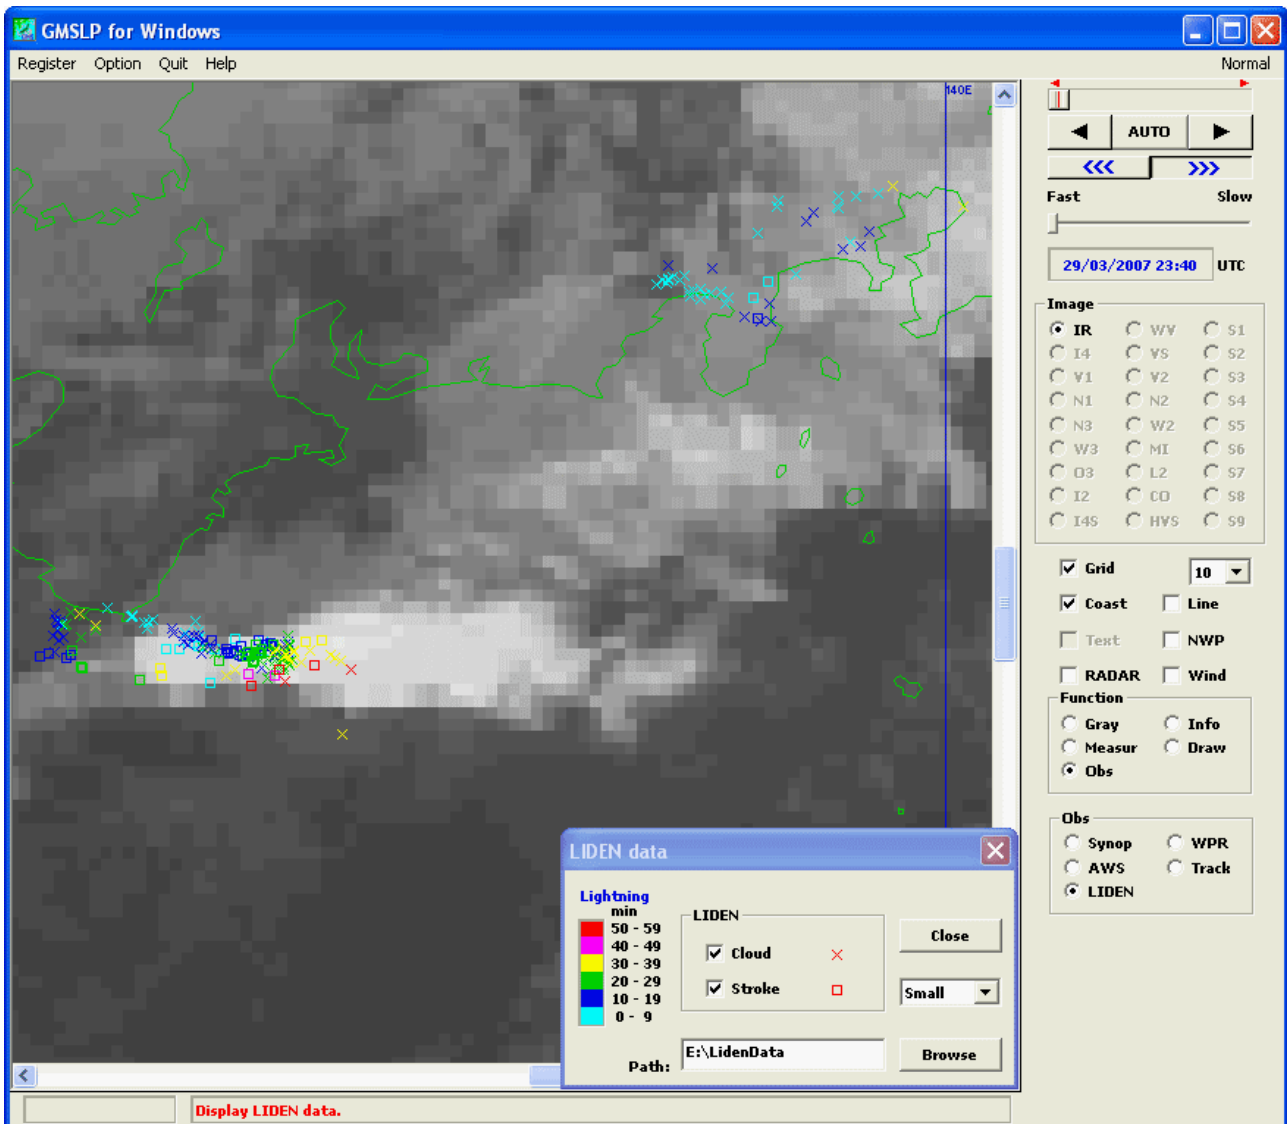 GMSLP for Windows
Register Option Quit Help Normal
140E
AUTO
<<< >>>
Fast Slow
29/03/2007 23:40 UTC
Image
IR WV S1
I4 VS S2
V1 V2 S3
N1 N2 S4
N3 W2 S5
W3 MI S6
O3 L2 S7
I2 CO S8
I4S HVS S9
Grid 10
Coast Line
Text NWP
RADAR Wind
Function
Gray Info
Measur Draw
Obs
Obs
Synop WPR
AWS Track
LIDEN
LIDEN data
Lightning
min
50 - 59
40 - 49
30 - 39
20 - 29
10 - 19
0 - 9
LIDEN
Cloud
Stroke
Close
Small
Path: E:\LidenData Browse
Display LIDEN data.